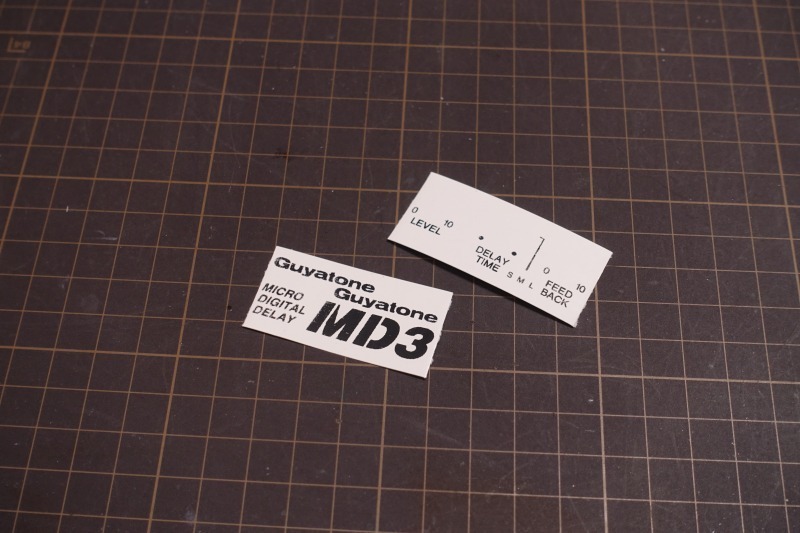 0 10
LEVEL
DELAY
TIME
S M L
0 10
FEED
BACK
Guyatone
Guyatone
MICRO
DIGITAL
DELAY
MD3